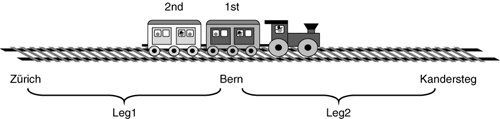 2nd 1st
Zürich Bern Kandersteg
Leg1 Leg2